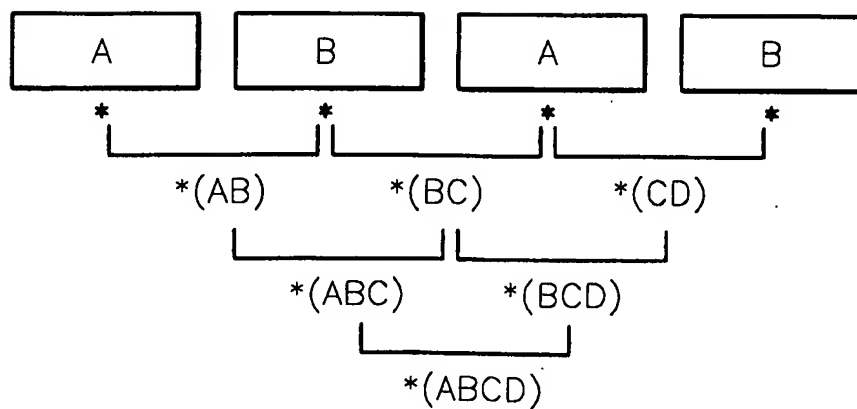 A B A B
* * * *
*(AB) *(BC) *(CD)
*(ABC) *(BCD)
*(ABCD)